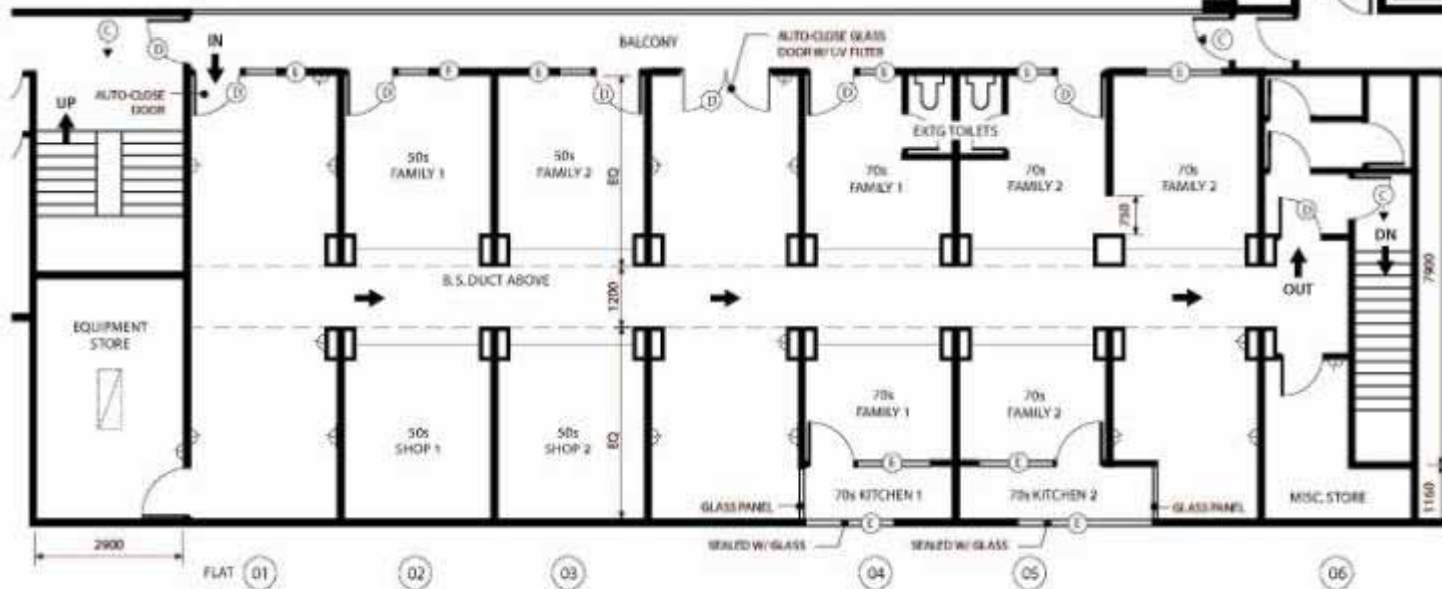 C
D
IN
AUTO-CLOSE
DOOR
UP
D
BALCONY
AUTO-CLOSE GLASS
DOOR W/ UV FILTER
C
E
D
E
D
D
D
E
E
D
E
EXTG TOILETS
50s
FAMILY 1
50s
FAMILY 2
EQ
70s
FAMILY 1
70s
FAMILY 2
70s
FAMILY 2
750
C
D
DN
7900
OUT
B.S. DUCT ABOVE
1200
EQUIPMENT
STORE
50s
SHOP 1
50s
SHOP 2
EQ
70s
FAMILY 1
70s
FAMILY 2
E
E
70s KITCHEN 1
70s KITCHEN 2
GLASS PANEL
GLASS PANEL
MISC. STORE
1160
E
E
2900
SEALED W/ GLASS
SEALED W/ GLASS
FLAT 01
02
03
04
05
06